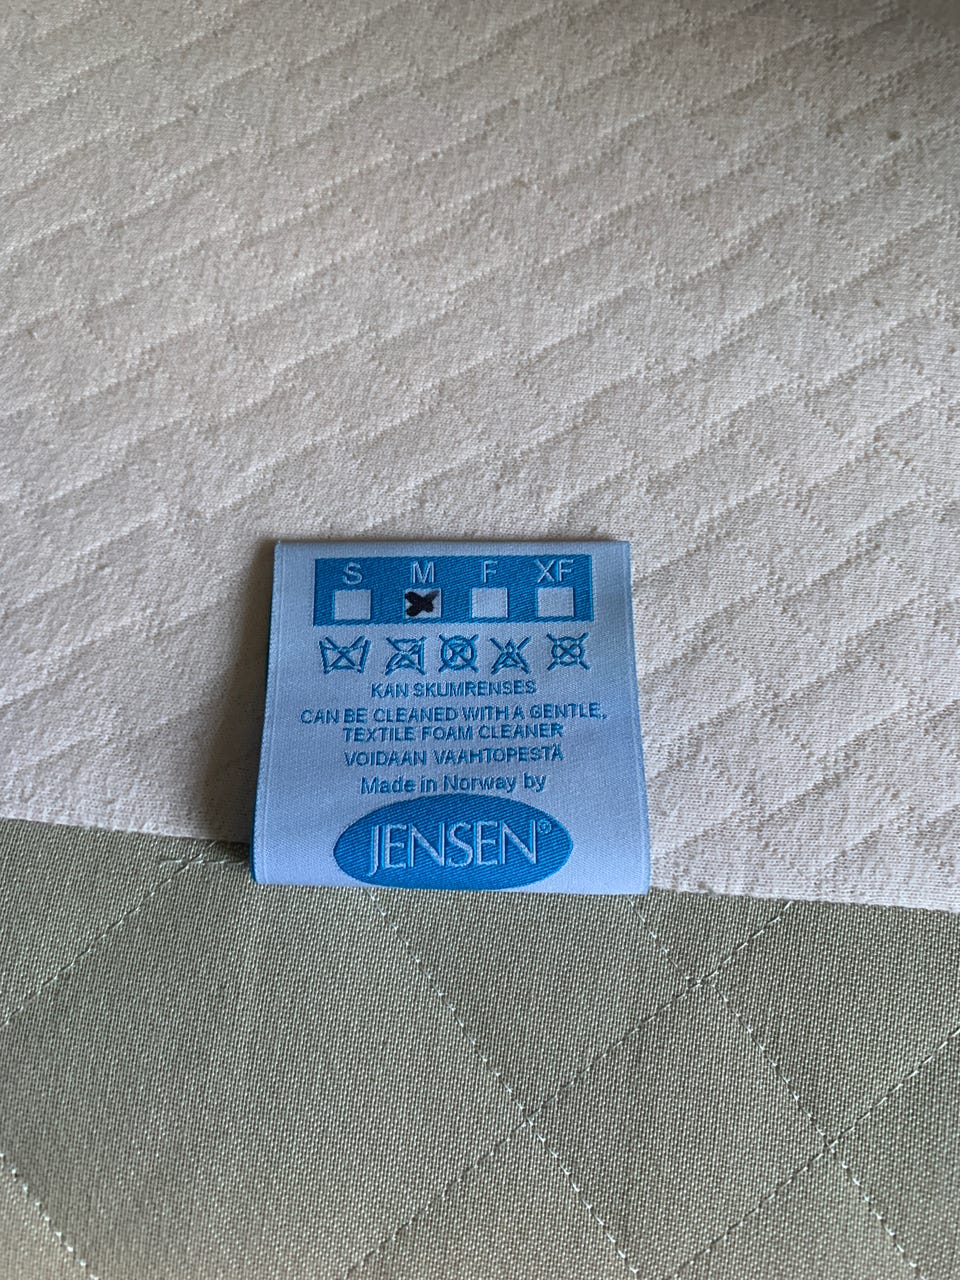 S M F XF
KAN SKUMRENSES
CAN BE CLEANED WITH A GENTLE,
TEXTILE FOAM CLEANER
VOIDAAN VAAHTOPESTÄ
Made in Norway by
JENSEN©